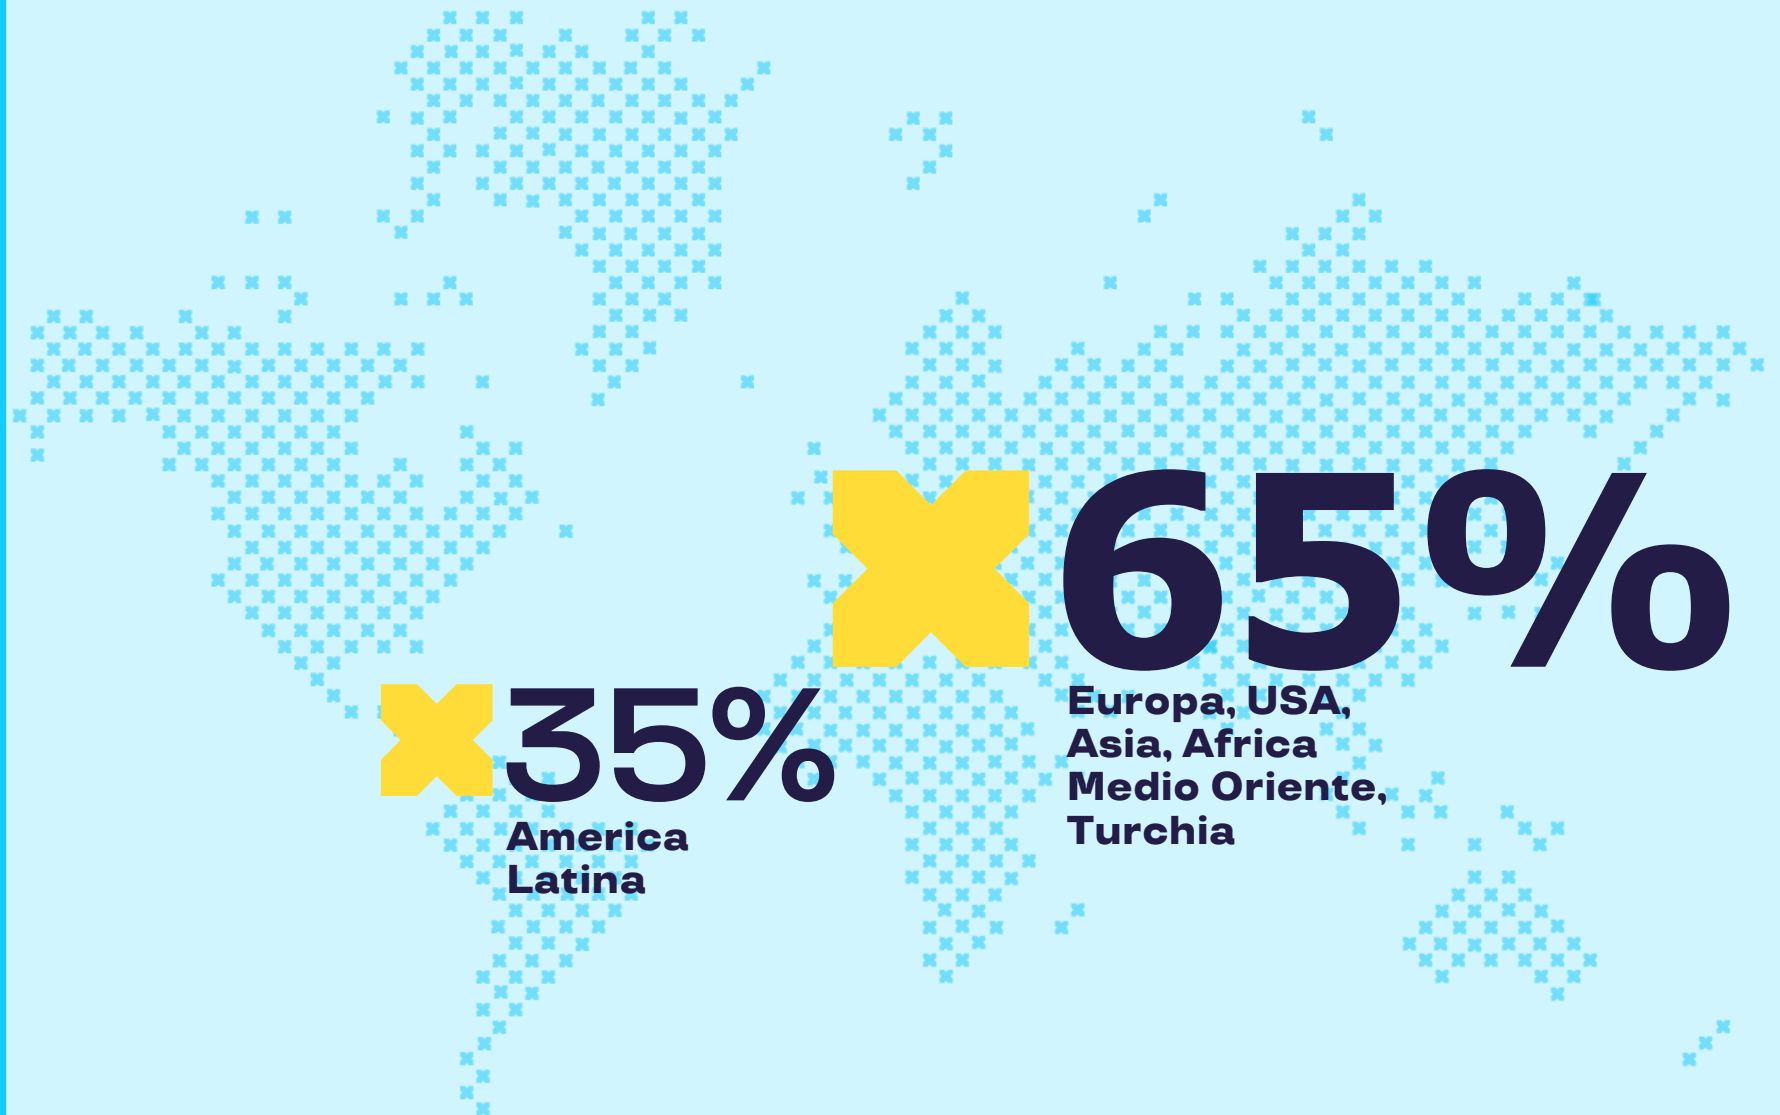 65%
Europa, USA,
Asia, Africa
Medio Oriente,
Turchia
35%
America
Latina